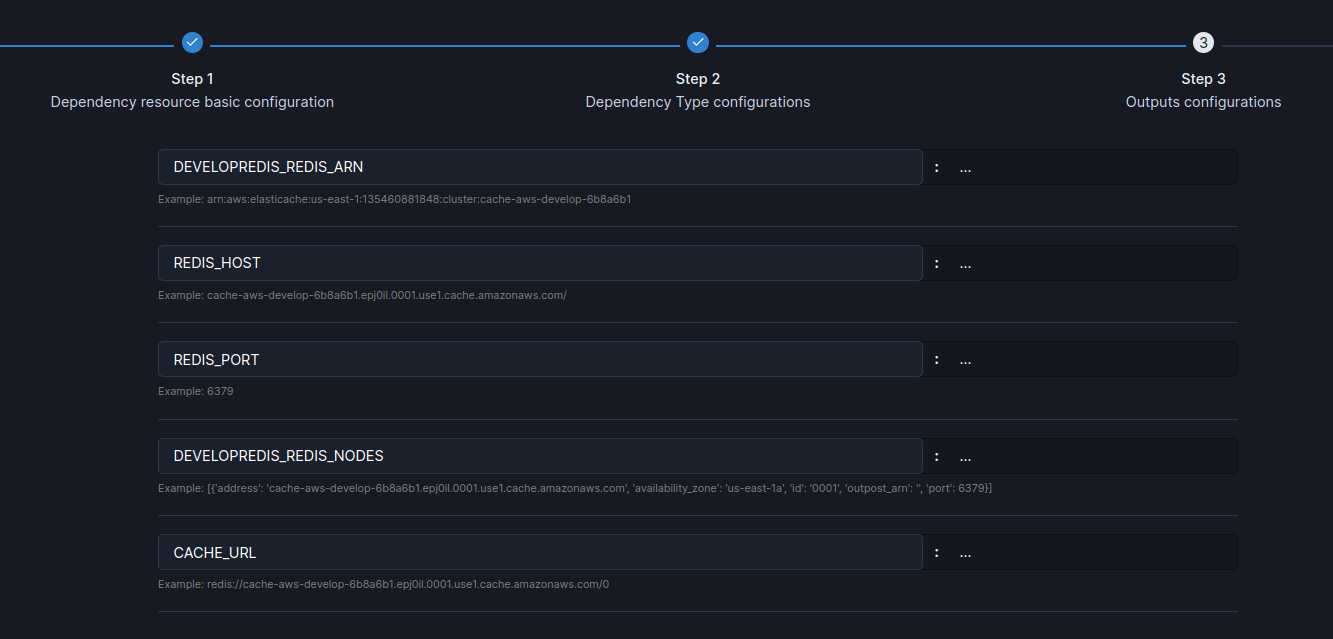 3
Step 1
Step 2
Step 3
Dependency resource basic configuration
Dependency Type configurations
Outputs configurations
DEVELOPREDIS_REDIS_ARN : ...
Example: arn:aws:elasticache:us-east-1:135460881848:cluster:cache-aws-develop-6b8a6b1
REDIS_HOST : ...
Example: cache-aws-develop-6b8a6b1.epj0il.0001.use1.cache.amazonaws.com/
REDIS_PORT : ...
Example: 6379
DEVELOPREDIS_REDIS_NODES : ...
Example: [{'address': 'cache-aws-develop-6b8a6b1.epj0il.0001.use1.cache.amazonaws.com', 'availability_zone': 'us-east-1a', 'id': '0001', 'outpost_arn': '', 'port': 6379}]
CACHE_URL : ...
Example: redis://cache-aws-develop-6b8a6b1.epj0il.0001.use1.cache.amazonaws.com/0